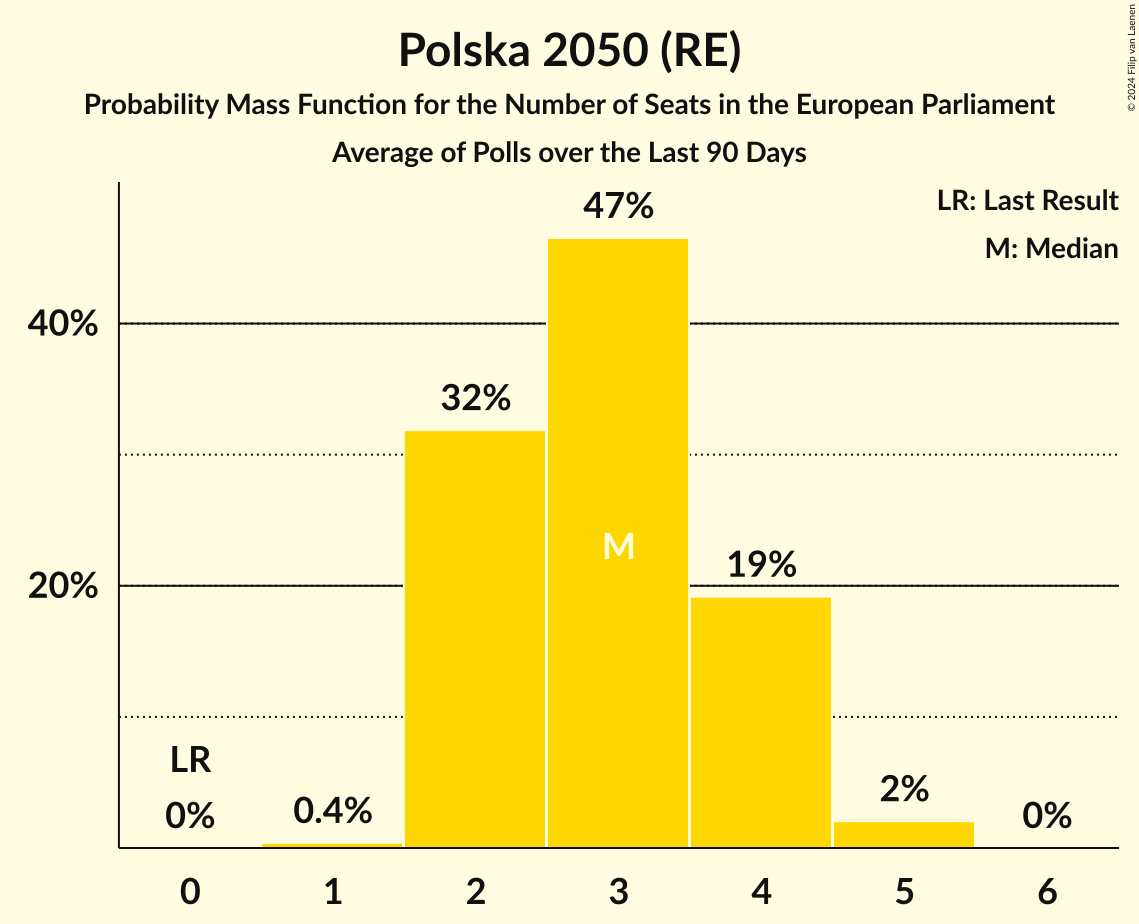 Polska 2050 (RE)
Probability Mass Function for the Number of Seats in the European Parliament
Average of Polls over the Last 90 Days
© 2024 Filip van Laenen
LR: Last Result
M: Median
47%
40%
32%
M
19%
20%
LR
0%
0.4%
2%
0%
0 1 2 3 4 5 6